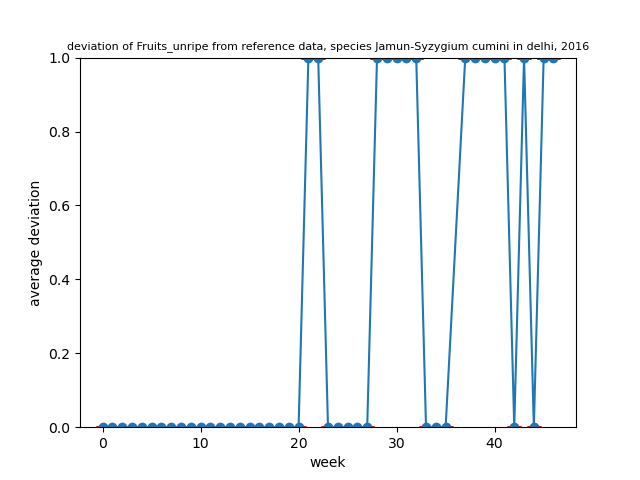 deviation of Fruits_unripe from reference data, species Jamun-Syzygium cumini in delhi, 2016
1.0
0.8
0.6
0.4
0.2
0.0
average deviation
0 10 20 30 40
week